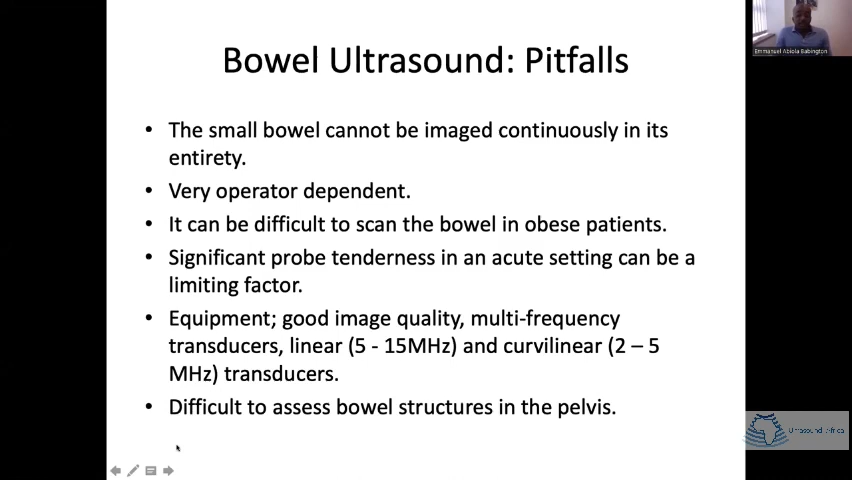 Bowel Ultrasound: Pitfalls
• The small bowel cannot be imaged continuously in its
entirety.
• Very operator dependent.
• It can be difficult to scan the bowel in obese patients.
• Significant probe tenderness in an acute setting can be a
limiting factor.
• Equipment; good image quality, multi-frequency
transducers, linear (5 - 15MHz) and curvilinear (2 – 5
MHz) transducers.
• Difficult to assess bowel structures in the pelvis.
Emmanuel Abiola Babington
Ultrasound Africa